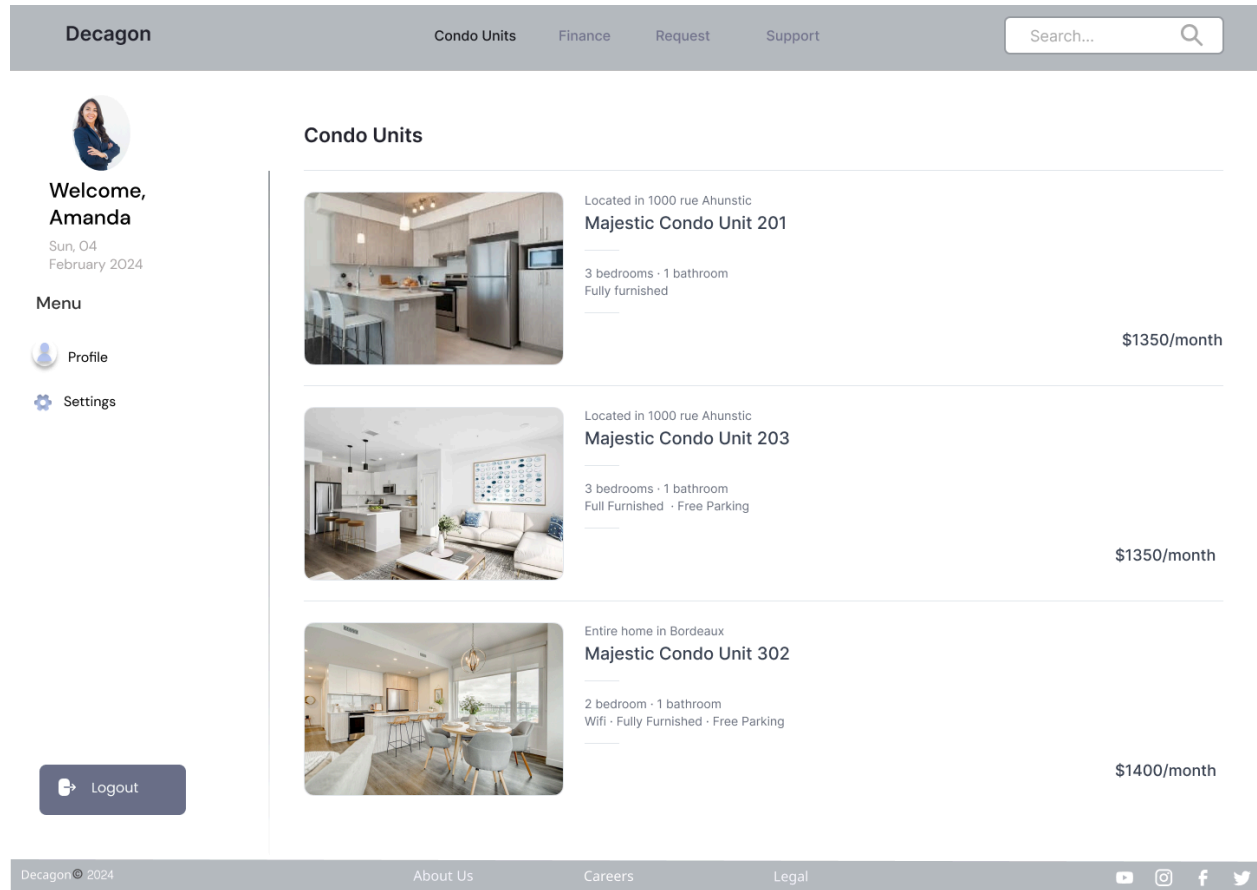 Decagon
Condo Units
Finance
Request
Support
Search...
Welcome,
Amanda
Sun, 04
February 2024
Menu
Profile
Settings
Logout
Condo Units
Located in 1000 rue Ahunstic
Majestic Condo Unit 201
3 bedrooms · 1 bathroom
Fully furnished
$1350/month
Located in 1000 rue Ahunstic
Majestic Condo Unit 203
3 bedrooms · 1 bathroom
Full Furnished · Free Parking
$1350/month
Entire home in Bordeaux
Majestic Condo Unit 302
2 bedroom · 1 bathroom
Wifi · Fully Furnished · Free Parking
$1400/month
Decagon© 2024
About Us
Careers
Legal